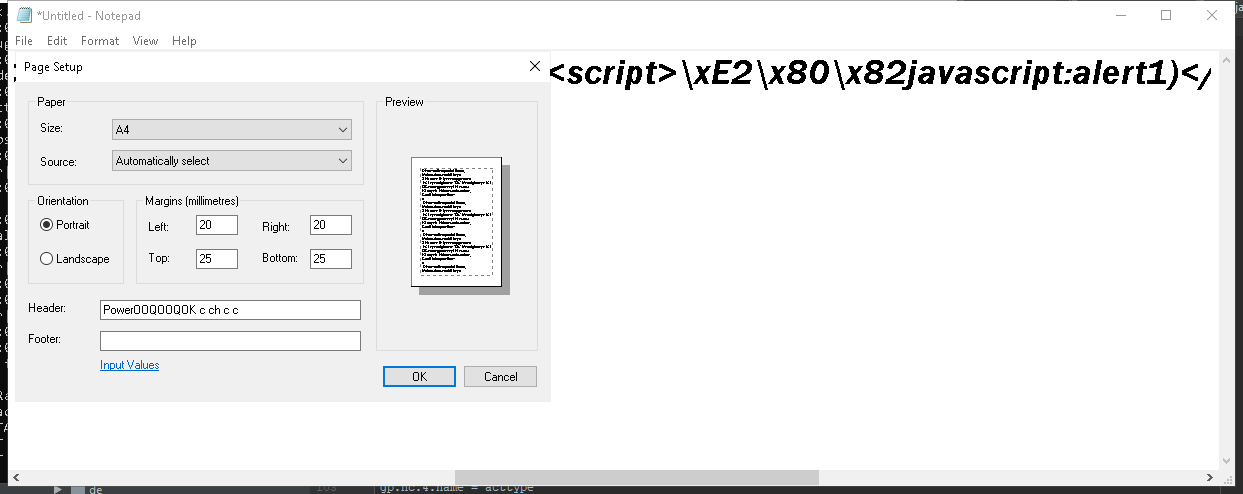 *Untitled - Notepad
File Edit Format View Help
<script>\xE2\x80\x82javascript:alert1)</
Page Setup
Paper
Size: A4
Source: Automatically select
Preview
Orientation
Portrait
Landscape
Margins (millimetres)
Left: 20 Right: 20
Top: 25 Bottom: 25
Header: PowerOOQOOQOK c ch c c
Footer:
Input Values
OK Cancel
de
gp.nc.4.name = acctype